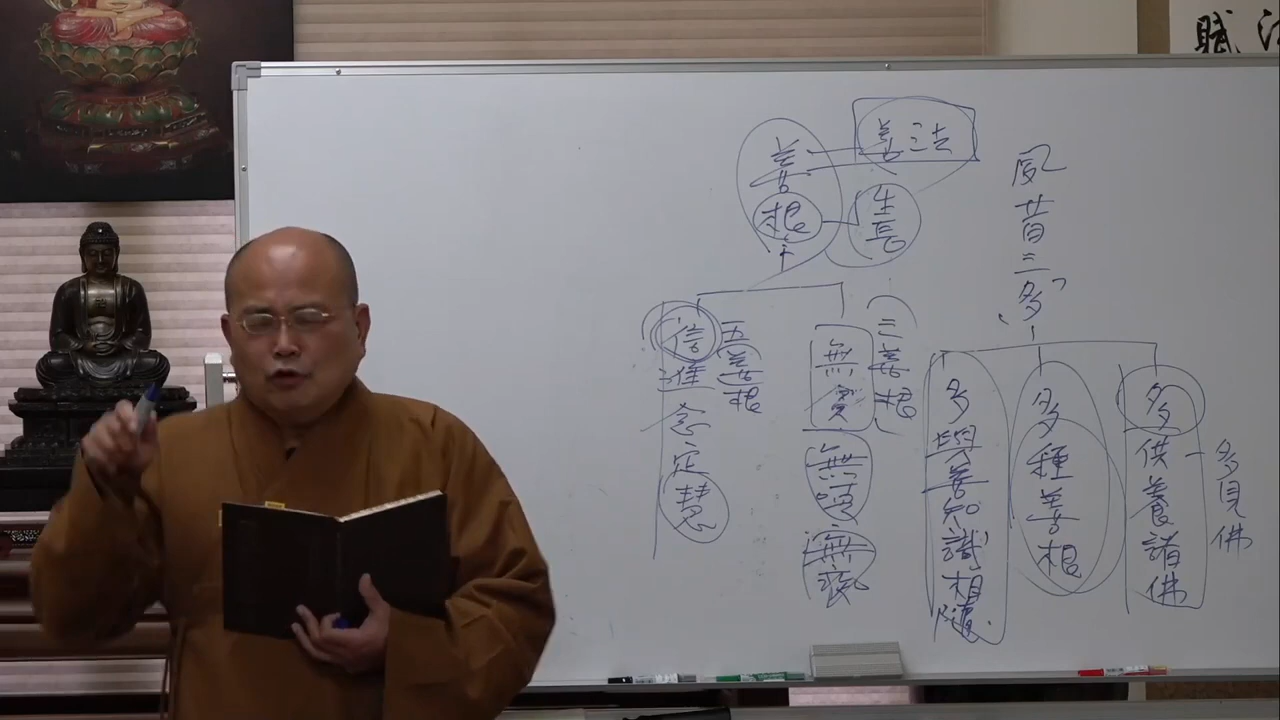 賦
夙昔三多
多供養諸佛
多見佛
多種善根
多與善知識相隨
善根
善法
生長
三善根
無貪
無瞋
無癡
五善根
信進念定慧